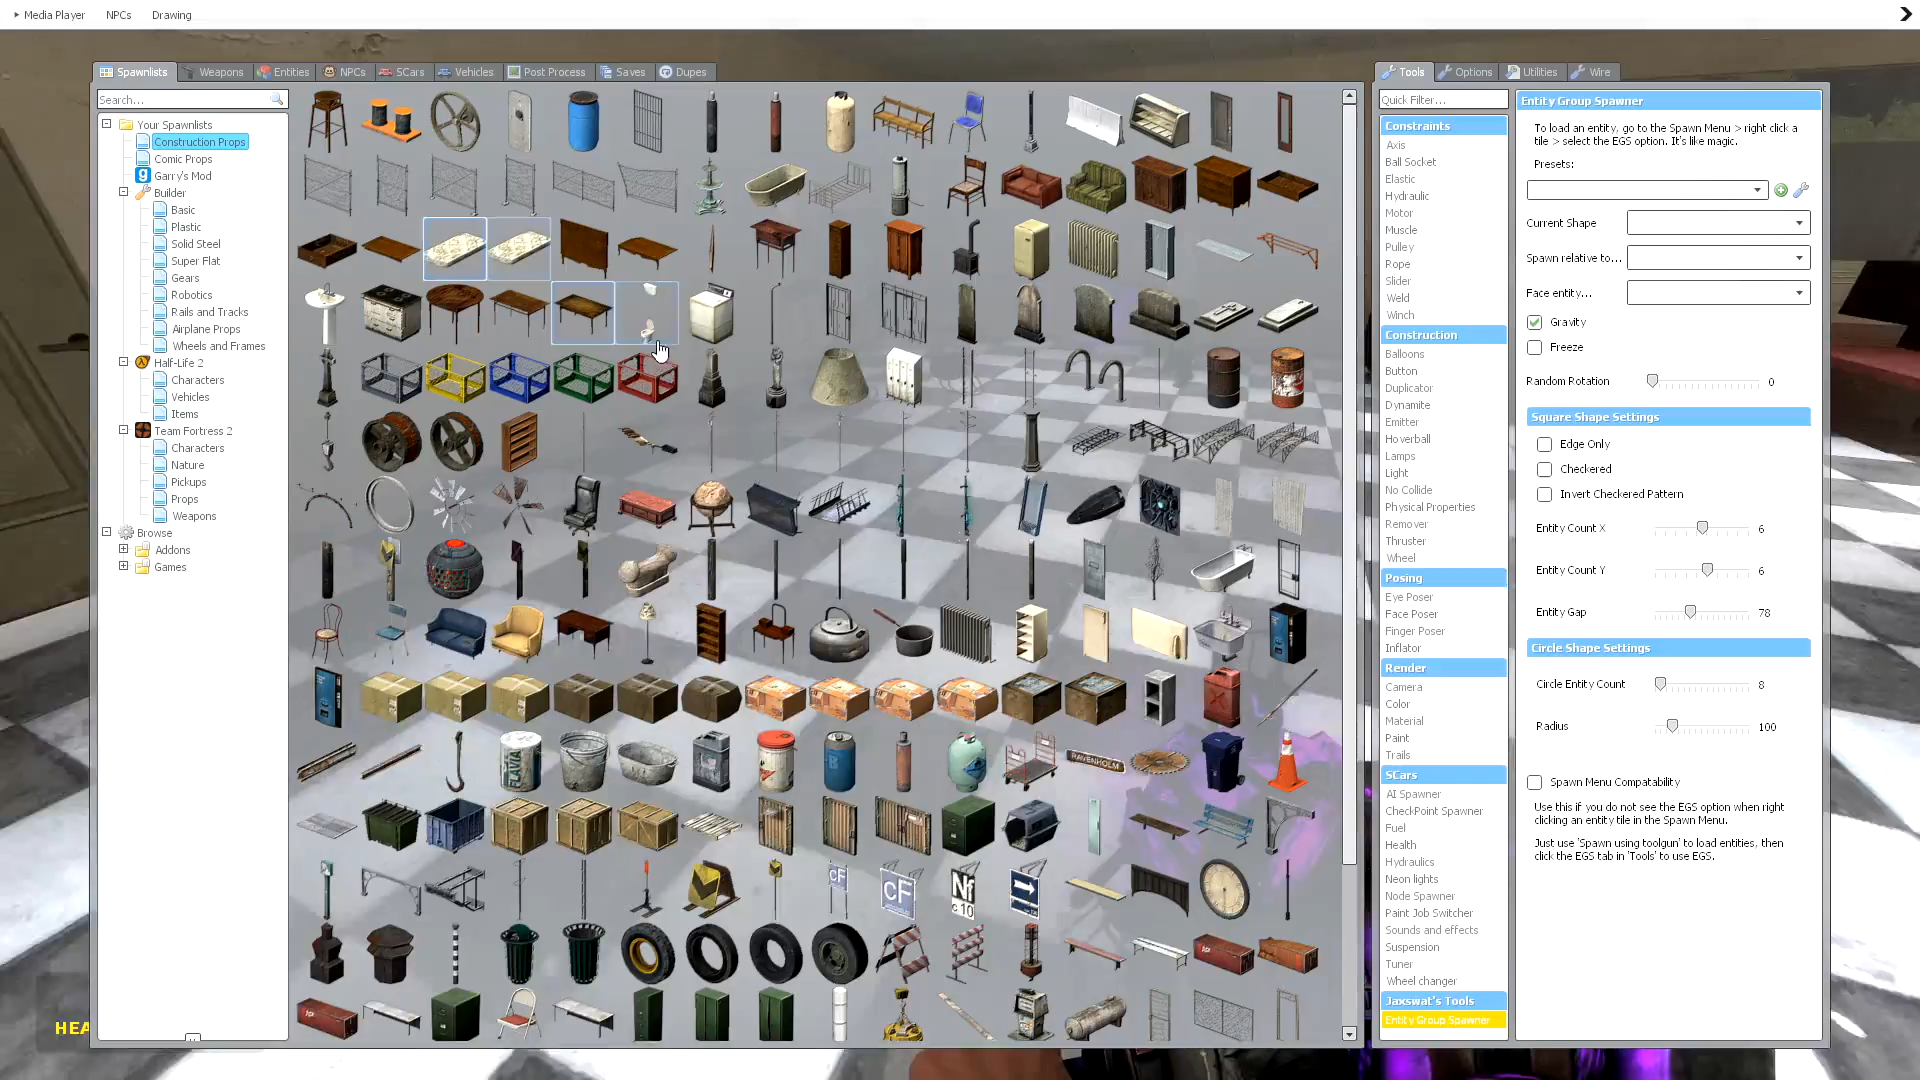 Media Player NPCs Drawing
Spawnlists Weapons Entities NPCs SCars Vehicles Post Process Saves Dupes
Search...
Your Spawnlists
Construction Props
Comic Props
Garry's Mod
Builder
Basic
Plastic
Solid Steel
Super Flat
Gears
Robotics
Rails and Tracks
Airplane Props
Wheels and Frames
Half-Life 2
Characters
Vehicles
Items
Team Fortress 2
Characters
Nature
Pickups
Props
Weapons
Browse
Addons
Games
HEA
RAVENHOLM
CF
CF
Nf
c10
Tools Options Utilities Wire
Quick Filter...
Constraints
Axis
Ball Socket
Elastic
Hydraulic
Motor
Muscle
Pulley
Rope
Slider
Weld
Winch
Construction
Balloons
Button
Duplicator
Dynamite
Emitter
Hoverball
Lamps
Light
No Collide
Physical Properties
Remover
Thruster
Wheel
Posing
Eye Poser
Face Poser
Finger Poser
Inflator
Render
Camera
Color
Material
Paint
Trails
SCars
AI Spawner
CheckPoint Spawner
Fuel
Health
Hydraulics
Neon lights
Node Spawner
Paint Job Switcher
Sounds and effects
Suspension
Tuner
Wheel changer
Jaxswat's Tools
Entity Group Spawner
Entity Group Spawner
To load an entity, go to the Spawn Menu > right click a
tile > select the EGS option. It's like magic.
Presets:
Current Shape
Spawn relative to...
Face entity...
Gravity
Freeze
Random Rotation 0
Square Shape Settings
Edge Only
Checkered
Invert Checkered Pattern
Entity Count X 6
Entity Count Y 6
Entity Gap 78
Circle Shape Settings
Circle Entity Count 8
Radius 100
Spawn Menu Compatability
Use this if you do not see the EGS option when right
clicking an entity tile in the Spawn Menu.
Just use 'Spawn using toolgun' to load entities, then
click the EGS tab in 'Tools' to use EGS.